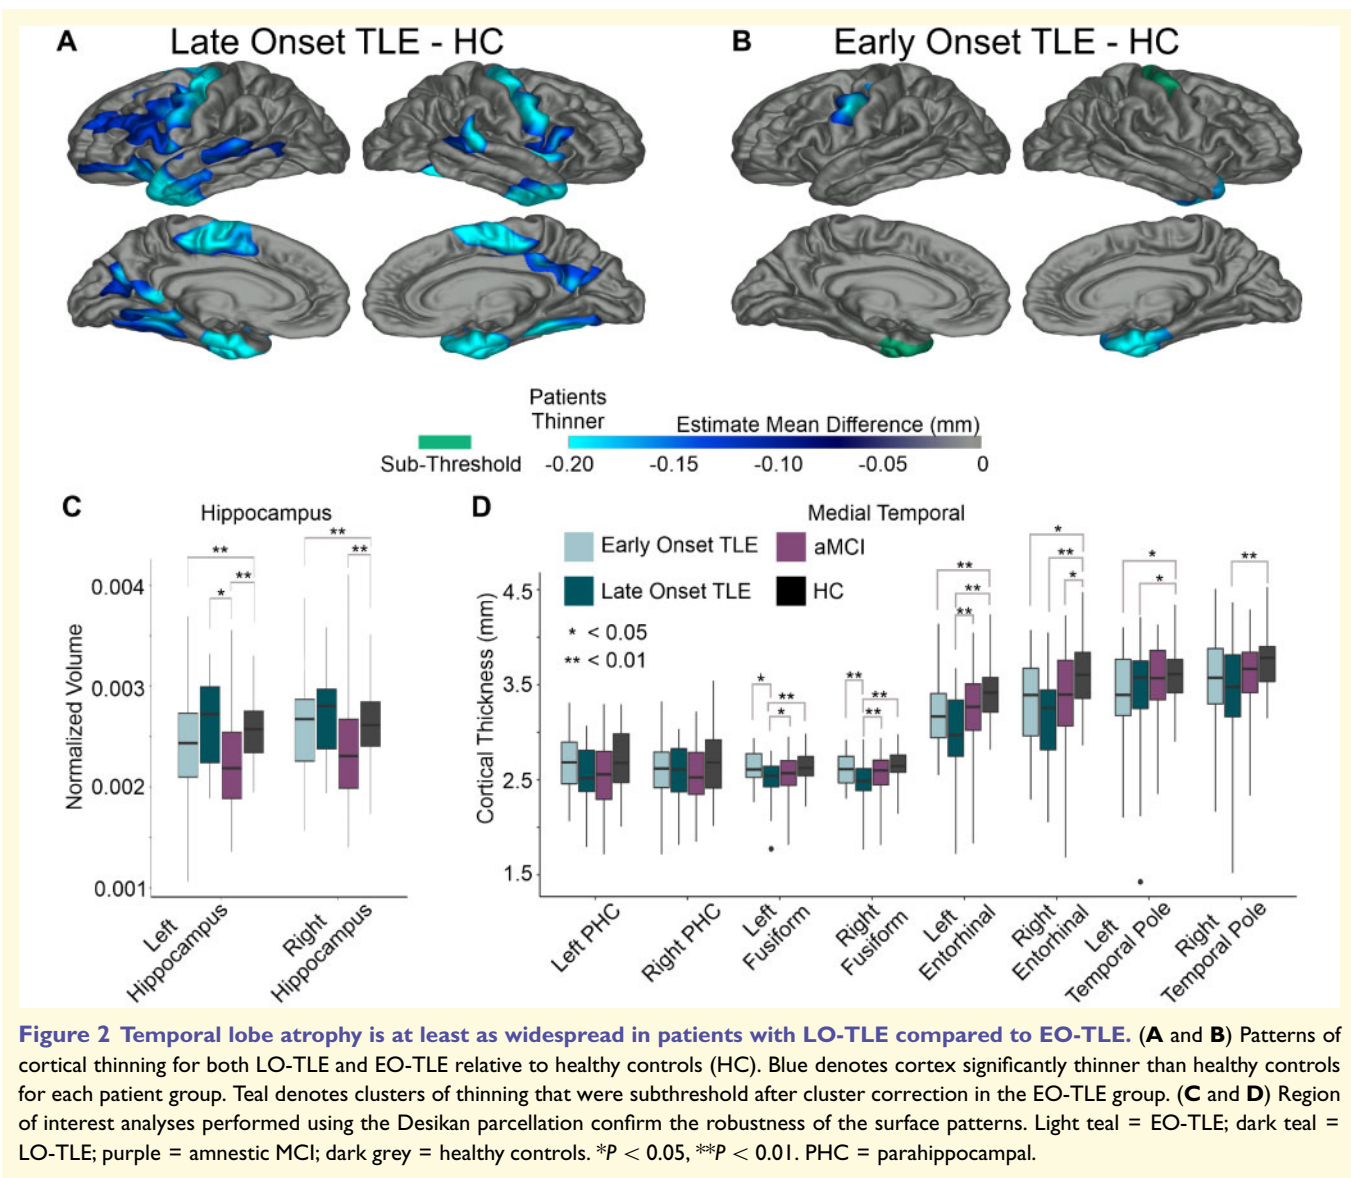 A Late Onset TLE - HC
B Early Onset TLE - HC
Patients
Thinner
Estimate Mean Difference (mm)
Sub-Threshold
-0.20 -0.15 -0.10 -0.05 0
C
Hippocampus
** 
**
*
**
**
Normalized Volume
0.004
0.003
0.002
0.001
Left
Hippocampus
Right
Hippocampus
D
Medial Temporal
Early Onset TLE
aMCI
Late Onset TLE
HC
* < 0.05
** < 0.01
Cortical Thickness (mm)
4.5
3.5
2.5
1.5
*
**
*
**
**
**
**
**
**
*
**
*
*
*
**
Left PHC
Right PHC
Left
Fusiform
Right
Fusiform
Left
Entorhinal
Right
Entorhinal
Left
Temporal Pole
Right
Temporal Pole
Figure 2 Temporal lobe atrophy is at least as widespread in patients with LO-TLE compared to EO-TLE. (A and B) Patterns of
cortical thinning for both LO-TLE and EO-TLE relative to healthy controls (HC). Blue denotes cortex significantly thinner than healthy controls
for each patient group. Teal denotes clusters of thinning that were subthreshold after cluster correction in the EO-TLE group. (C and D) Region
of interest analyses performed using the Desikan parcellation confirm the robustness of the surface patterns. Light teal = EO-TLE; dark teal =
LO-TLE; purple = amnestic MCI; dark grey = healthy controls. *P < 0.05, **P < 0.01. PHC = parahippocampal.